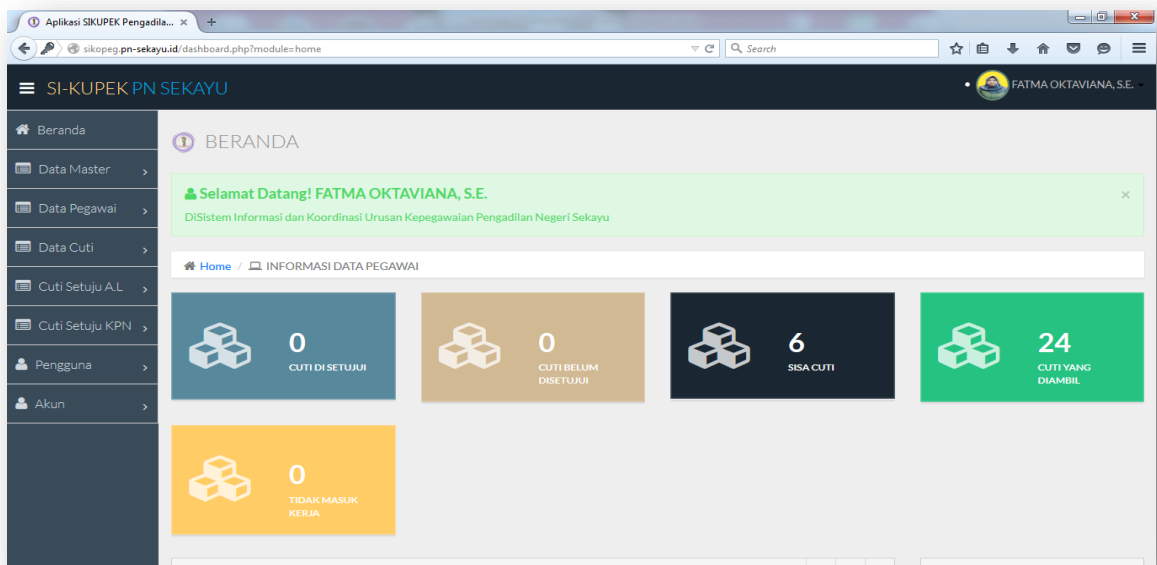 Aplikasi SIKUPEK Pengadila...
sikopeg.pn-sekayu.id/dashboard.php?module=home
Search
SI-KUPEK PN SEKAYU
FATMA OKTAVIANA, S.E.
Beranda
Data Master
Data Pegawai
Data Cuti
Cuti Setuju A.L
Cuti Setuju KPN
Pengguna
Akun
BERANDA
Selamat Datang! FATMA OKTAVIANA, S.E.
DiSistem Informasi dan Koordinasi Urusan Kepegawaian Pengadilan Negeri Sekayu
Home / INFORMASI DATA PEGAWAI
0
CUTI DI SETUJUI
0
CUTI BELUM
DISETUJUI
6
SISA CUTI
24
CUTI YANG
DIAMBIL
0
TIDAK MASUK
KERJA